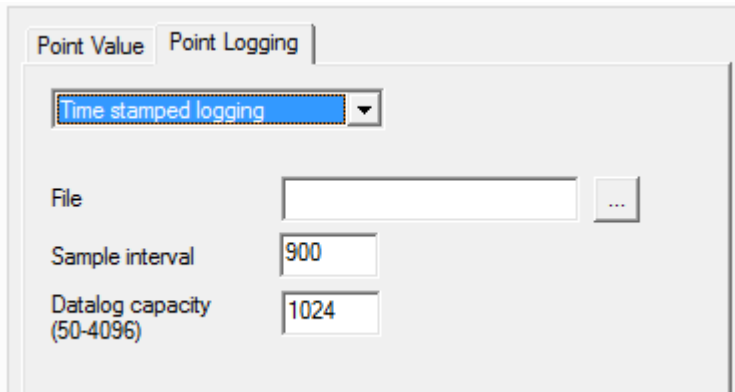 Point Value Point Logging
Time stamped logging
File ...
Sample interval 900
Datalog capacity 1024
(50-4096)